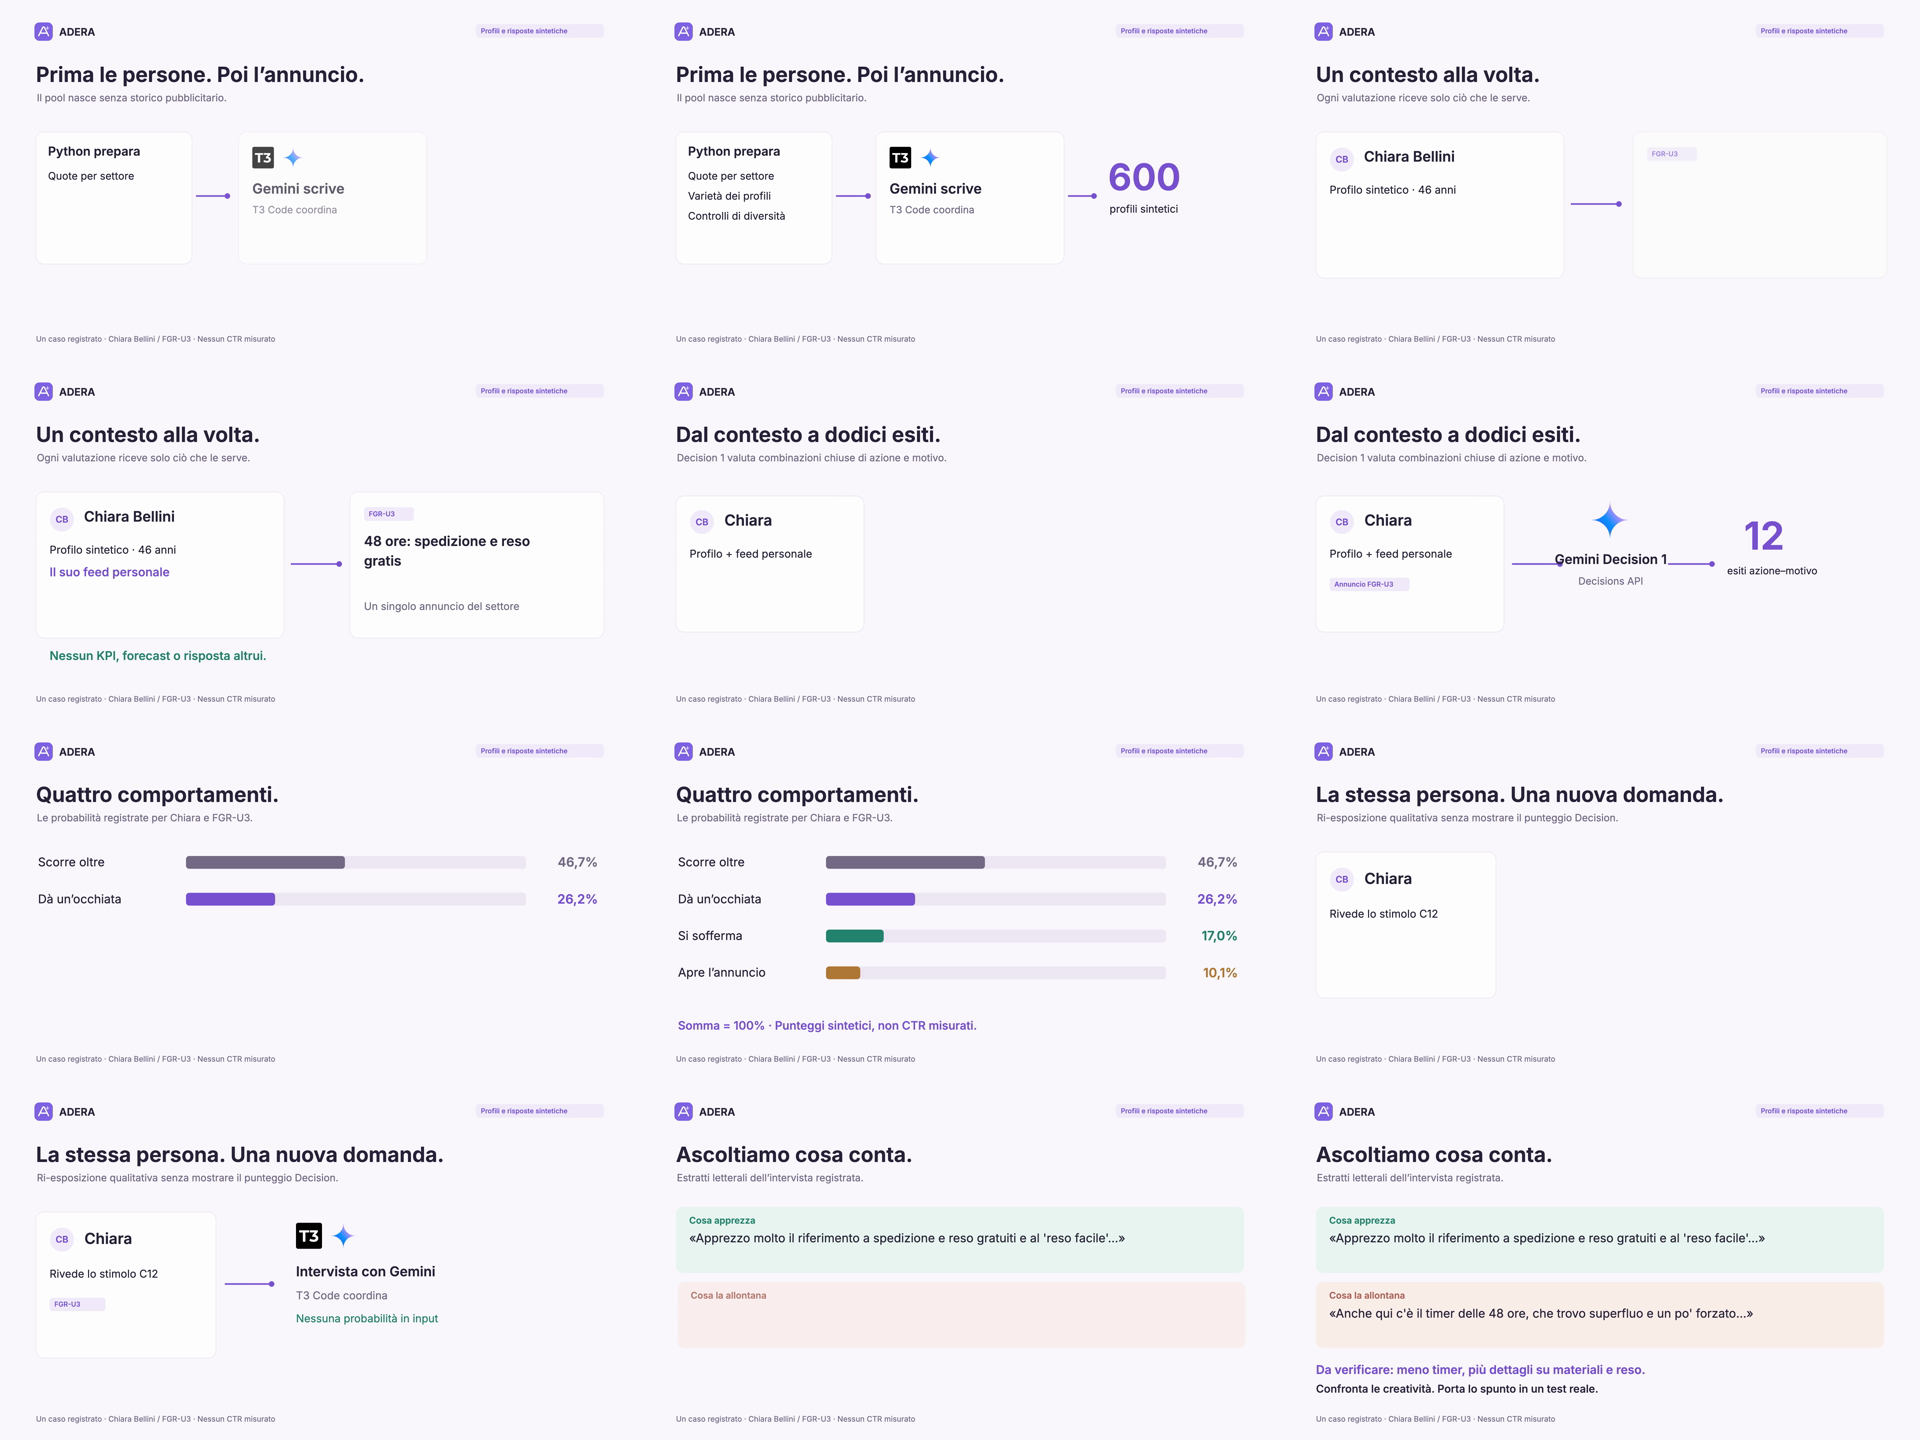 ADERA
Profili e risposte sintetiche
Prima le persone. Poi l’annuncio.
Il pool nasce senza storico pubblicitario.
Python prepara
Quote per settore
T3
Gemini scrive
T3 Code coordina
Un caso registrato · Chiara Bellini / FGR-U3 · Nessun CTR misurato
ADERA
Profili e risposte sintetiche
Prima le persone. Poi l’annuncio.
Il pool nasce senza storico pubblicitario.
Python prepara
Quote per settore
Varietà dei profili
Controlli di diversità
T3
Gemini scrive
T3 Code coordina
600
profili sintetici
Un caso registrato · Chiara Bellini / FGR-U3 · Nessun CTR misurato
ADERA
Profili e risposte sintetiche
Un contesto alla volta.
Ogni valutazione riceve solo ciò che le serve.
CB
Chiara Bellini
Profilo sintetico · 46 anni
FGR-U3
Un caso registrato · Chiara Bellini / FGR-U3 · Nessun CTR misurato
ADERA
Profili e risposte sintetiche
Un contesto alla volta.
Ogni valutazione riceve solo ciò che le serve.
CB
Chiara Bellini
Profilo sintetico · 46 anni
Il suo feed personale
FGR-U3
48 ore: spedizione e reso
gratis
Un singolo annuncio del settore
Nessun KPI, forecast o risposta altrui.
Un caso registrato · Chiara Bellini / FGR-U3 · Nessun CTR misurato
ADERA
Profili e risposte sintetiche
Dal contesto a dodici esiti.
Decision 1 valuta combinazioni chiuse di azione e motivo.
CB
Chiara
Profilo + feed personale
Un caso registrato · Chiara Bellini / FGR-U3 · Nessun CTR misurato
ADERA
Profili e risposte sintetiche
Dal contesto a dodici esiti.
Decision 1 valuta combinazioni chiuse di azione e motivo.
CB
Chiara
Profilo + feed personale
Annuncio FGR-U3
Gemini Decision 1
Decisions API
12
esiti azione–motivo
Un caso registrato · Chiara Bellini / FGR-U3 · Nessun CTR misurato
ADERA
Profili e risposte sintetiche
Quattro comportamenti.
Le probabilità registrate per Chiara e FGR-U3.
Scorre oltre
46,7%
Dà un’occhiata
26,2%
Un caso registrato · Chiara Bellini / FGR-U3 · Nessun CTR misurato
ADERA
Profili e risposte sintetiche
Quattro comportamenti.
Le probabilità registrate per Chiara e FGR-U3.
Scorre oltre
46,7%
Dà un’occhiata
26,2%
Si sofferma
17,0%
Apre l’annuncio
10,1%
Somma = 100% · Punteggi sintetici, non CTR misurati.
Un caso registrato · Chiara Bellini / FGR-U3 · Nessun CTR misurato
ADERA
Profili e risposte sintetiche
La stessa persona. Una nuova domanda.
Ri-esposizione qualitativa senza mostrare il punteggio Decision.
CB
Chiara
Rivede lo stimolo C12
Un caso registrato · Chiara Bellini / FGR-U3 · Nessun CTR misurato
ADERA
Profili e risposte sintetiche
La stessa persona. Una nuova domanda.
Ri-esposizione qualitativa senza mostrare il punteggio Decision.
CB
Chiara
Rivede lo stimolo C12
FGR-U3
T3
Intervista con Gemini
T3 Code coordina
Nessuna probabilità in input
Un caso registrato · Chiara Bellini / FGR-U3 · Nessun CTR misurato
ADERA
Profili e risposte sintetiche
Ascoltiamo cosa conta.
Estratti letterali dell’intervista registrata.
Cosa apprezza
«Apprezzo molto il riferimento a spedizione e reso gratuiti e al 'reso facile'…»
Cosa la allontana
Un caso registrato · Chiara Bellini / FGR-U3 · Nessun CTR misurato
ADERA
Profili e risposte sintetiche
Ascoltiamo cosa conta.
Estratti letterali dell’intervista registrata.
Cosa apprezza
«Apprezzo molto il riferimento a spedizione e reso gratuiti e al 'reso facile'…»
Cosa la allontana
«Anche qui c'è il timer delle 48 ore, che trovo superfluo e un po' forzato…»
Da verificare: meno timer, più dettagli su materiali e reso.
Confronta le creatività. Porta lo spunto in un test reale.
Un caso registrato · Chiara Bellini / FGR-U3 · Nessun CTR misurato